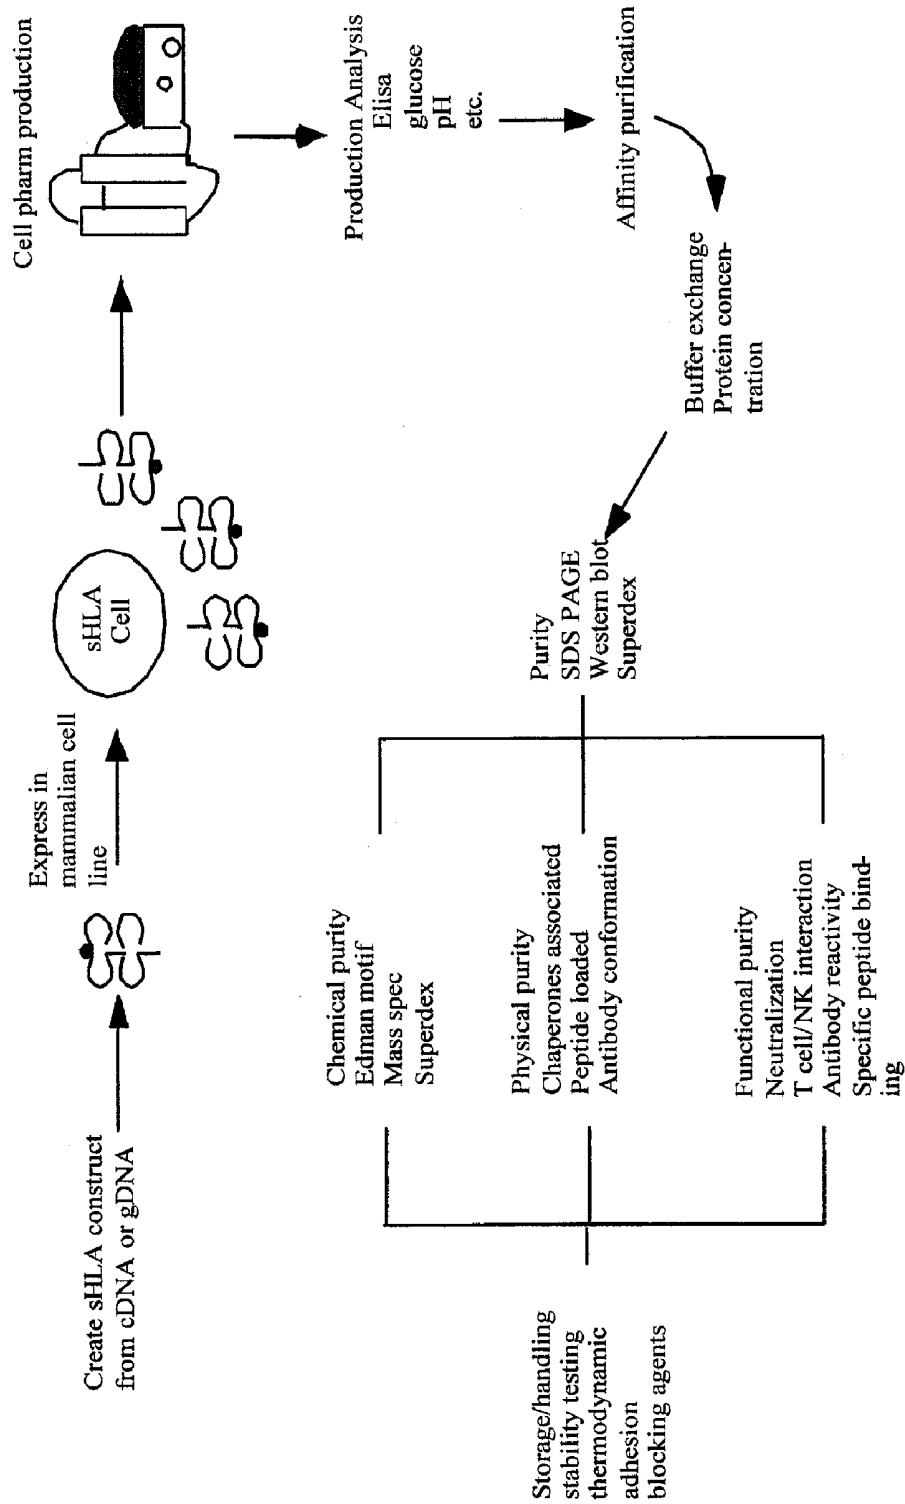 Create sHLA construct
from cDNA or gDNA
Express in
mammalian cell
line
sHLA
Cell
Cell pharm production
Production Analysis
Elisa
glucose
pH
etc.
Affinity purification
Buffer exchange
Protein concen-
tration
Purity
SDS PAGE
Western blot
Superdex
Chemical purity
Edman motif
Mass spec
Superdex
Physical purity
Chaperones associated
Peptide loaded
Antibody conformation
Functional purity
Neutralization
T cell/NK interaction
Antibody reactivity
Specific peptide bind-
ing
Storage/handling
stability testing
thermodynamic
adhesion
blocking agents